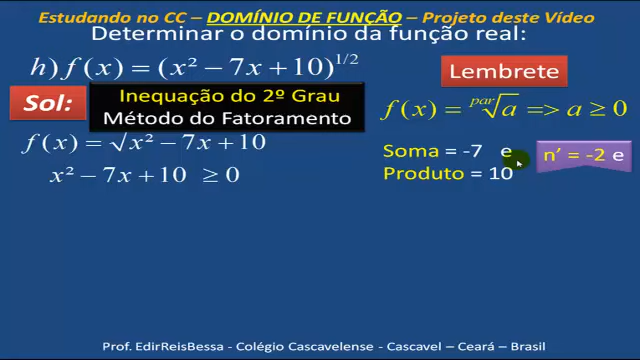 Estudando no CC – DOMÍNIO DE FUNÇÃO – Projeto deste Vídeo
Determinar o domínio da função real:
h) f(x) = (x² − 7x + 10)^{1/2}
Lembrete
Sol:
Inequação do 2º Grau
Método do Fatoramento
f(x) = \sqrt[par]{a} => a ≥ 0
f(x) = √x² − 7x + 10
Soma = -7 e
n’ = -2 e
x² − 7x + 10 ≥ 0
Produto = 10
Prof. EdirReisBessa - Colégio Cascavelense - Cascavel – Ceará – Brasil